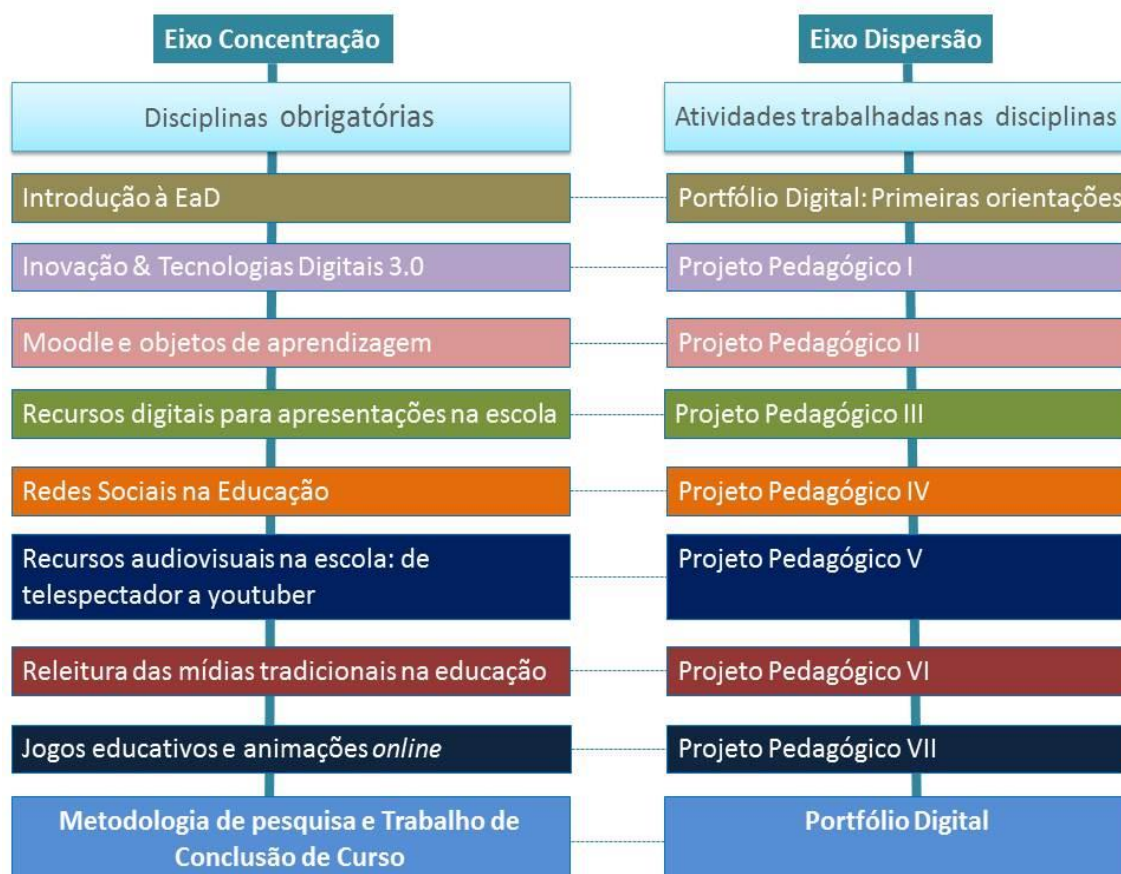 Eixo Concentração
Eixo Dispersão
Disciplinas obrigatórias
Atividades trabalhadas nas disciplinas
Introdução à EaD
Portfólio Digital: Primeiras orientações
Inovação & Tecnologias Digitais 3.0
Projeto Pedagógico I
Moodle e objetos de aprendizagem
Projeto Pedagógico II
Recursos digitais para apresentações na escola
Projeto Pedagógico III
Redes Sociais na Educação
Projeto Pedagógico IV
Recursos audiovisuais na escola: de
telespectador a youtuber
Projeto Pedagógico V
Releitura das mídias tradicionais na educação
Projeto Pedagógico VI
Jogos educativos e animações online
Projeto Pedagógico VII
Metodologia de pesquisa e Trabalho de
Conclusão de Curso
Portfólio Digital